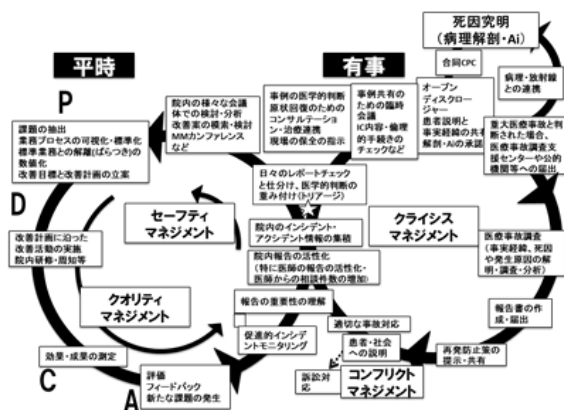 平時
有事
死因究明
(病理解剖・Ai)
合同CPC
病理・放射線
との連携
P
課題の抽出
業務プロセスの可視化・標準化
標準業務との解離(ばらつき)の
数値化
改善目標と改善計画の立案
院内の様々な会議
体での検討・分析
改善案の模索・検討
MMカンファレンス
など
事例の医学的判断
原状回復のための
コンサルテーシ
ョン・治療連携
現場の保全の指示
事例共有の
ための臨時会
議
IC内容・倫理
的手続きの
チェックなど
オープン
ディスクロー
ジャー
患者説明と
事実経緯の共有
解剖・Aiの承諾
重大医療事故と判
断された場合、
医療事故調査支
援センターや公的
機関等への届出
日々のレポートチェック
と仕分け、医学的判断の
重み付け(トリアージ)
セーフティ
マネジメント
クライシス
マネジメント
D
改善計画に沿った
改善活動の実施
院内研修・周知等
院内のインシデント・
アクシデント情報の集積
院内報告の活性化
(特に医師の報告の活性化・
医師からの相談件数の増加)
医療事故調査
(事実経緯、死因
や発生原因の解
明・調査・分析)
クオリティ
マネジメント
報告の重要性の理解
報告書の作
成・届出
適切な事故対応
促進的インシデ
ントモニタリング
患者・社会
への説明
再発防止策の
提示・共有
C
効果・成果の測定
A
評価
フィードバック
新たな課題の発生
訴訟対
応
コンフリクト
マネジメント